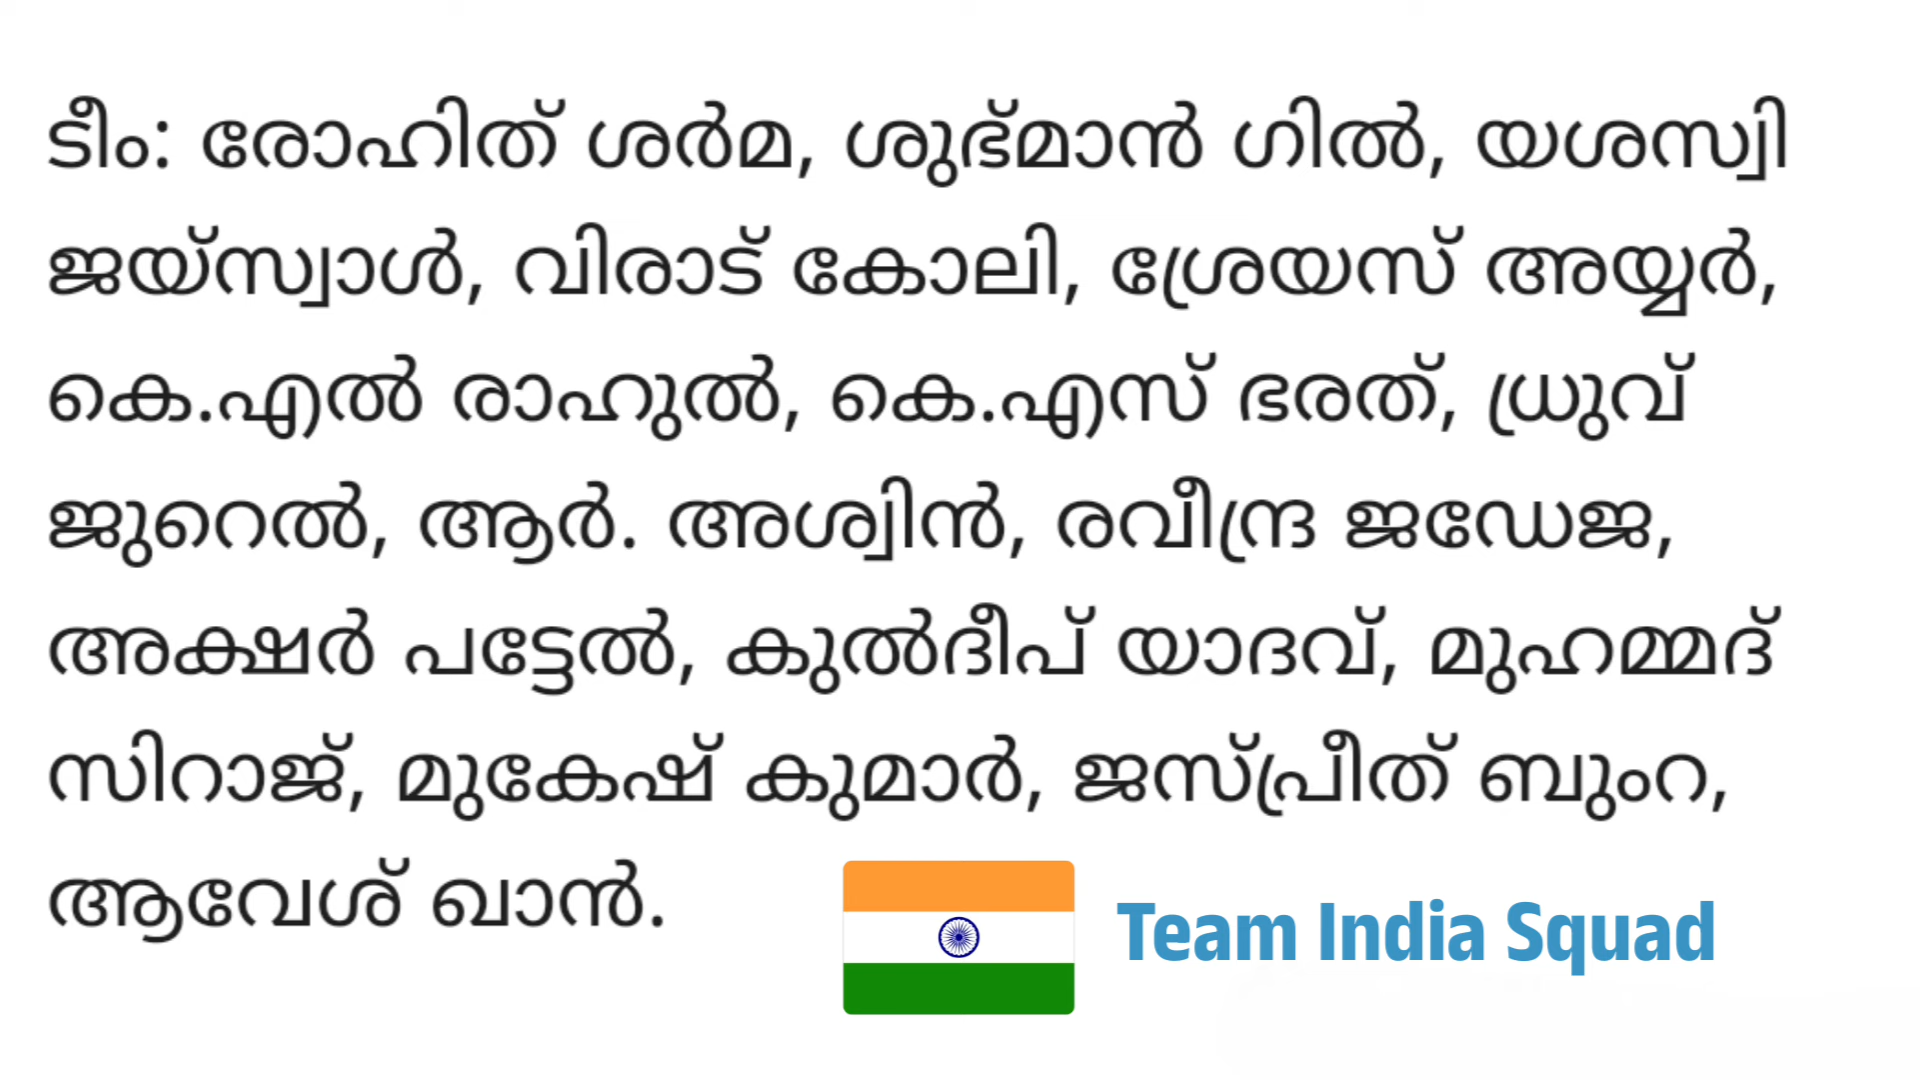 ടീം: രോഹിത് ശർമ, ശുഭ്മാൻ ഗിൽ, യശസ്വി
ജയ്സ്വാൾ, വിരാട് കോലി, ശ്രേയസ് അയ്യർ,
കെ.എൽ രാഹുൽ, കെ.എസ് ഭരത്, ധ്രുവ്
ജുറെൽ, ആർ. അശ്വിൻ, രവീന്ദ്ര ജഡേജ,
അക്ഷർ പട്ടേൽ, കുൽദീപ് യാദവ്, മുഹമ്മദ്
സിറാജ്, മുകേഷ് കുമാർ, ജസ്പ്രീത് ബുംറ,
ആവേശ് ഖാൻ.
Team India Squad